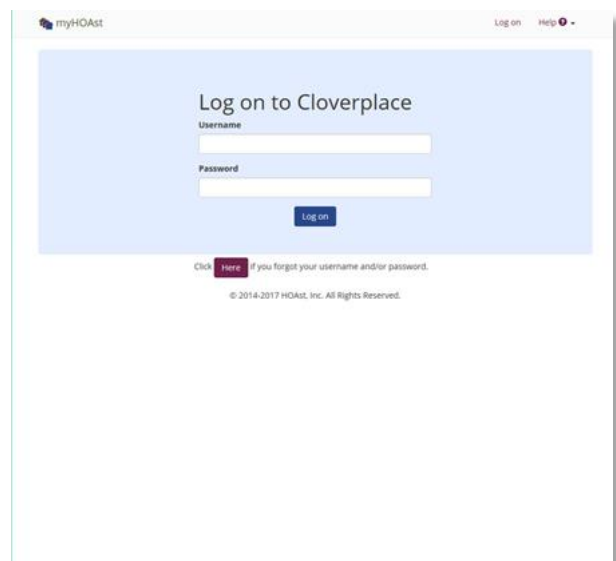 myHOAst Log on Help
Log on to Cloverplace
Username
Password
Log on
Click Here if you forgot your username and/or password.
© 2014-2017 HOAst, Inc. All Rights Reserved.